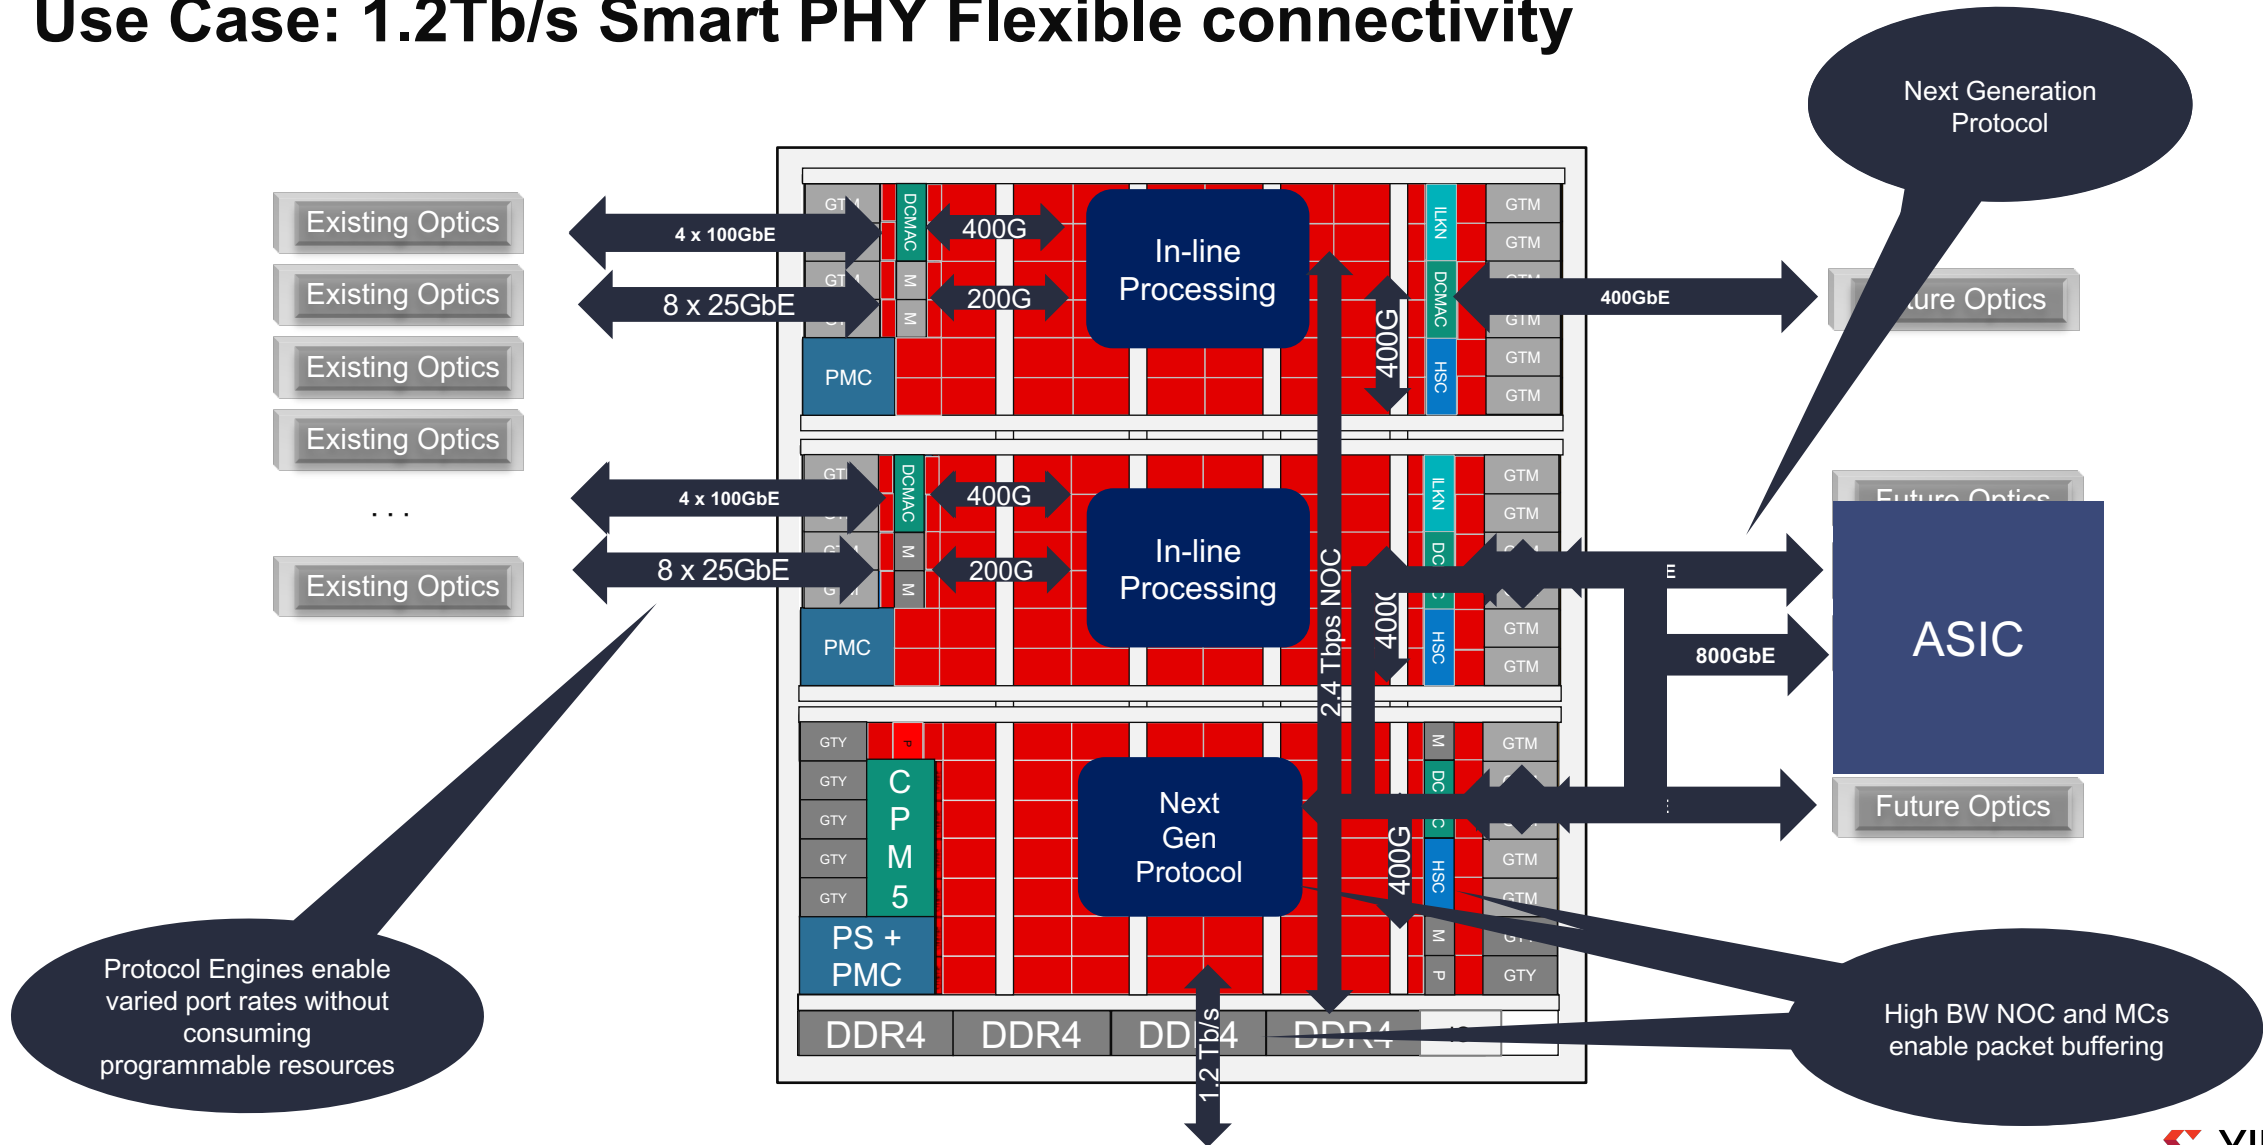 Use Case: 1.2Tb/s Smart PHY Flexible connectivity
Next Generation
Protocol
Existing Optics
Existing Optics
Existing Optics
Existing Optics
. . .
Existing Optics
4 x 100GbE
8 x 25GbE
4 x 100GbE
8 x 25GbE
DCMAC
M
M
PMC
400G
200G
In-line
Processing
400G
ILKN
DCMAC
HSC
GTM
GTM
GTM
GTM
GTM
400GbE
Optics
DCMAC
M
M
PMC
400G
200G
In-line
Processing
2.4 Tbps NOC
ILKN
HSC
GTM
GTM
GTM
GTM
800GbE
Future Optics
ASIC
Future Optics
GTY
GTY
GTY
GTY
GTY
P
C
P
M
5
PS +
PMC
Next
Gen
Protocol
400G
M
HSC
M
P
GTM
GTM
GTM
GTY
DDR4
DDR4
DDR4
1.2 Tb/s
Protocol Engines enable
varied port rates without
consuming
programmable resources
High BW NOC and MCs
enable packet buffering